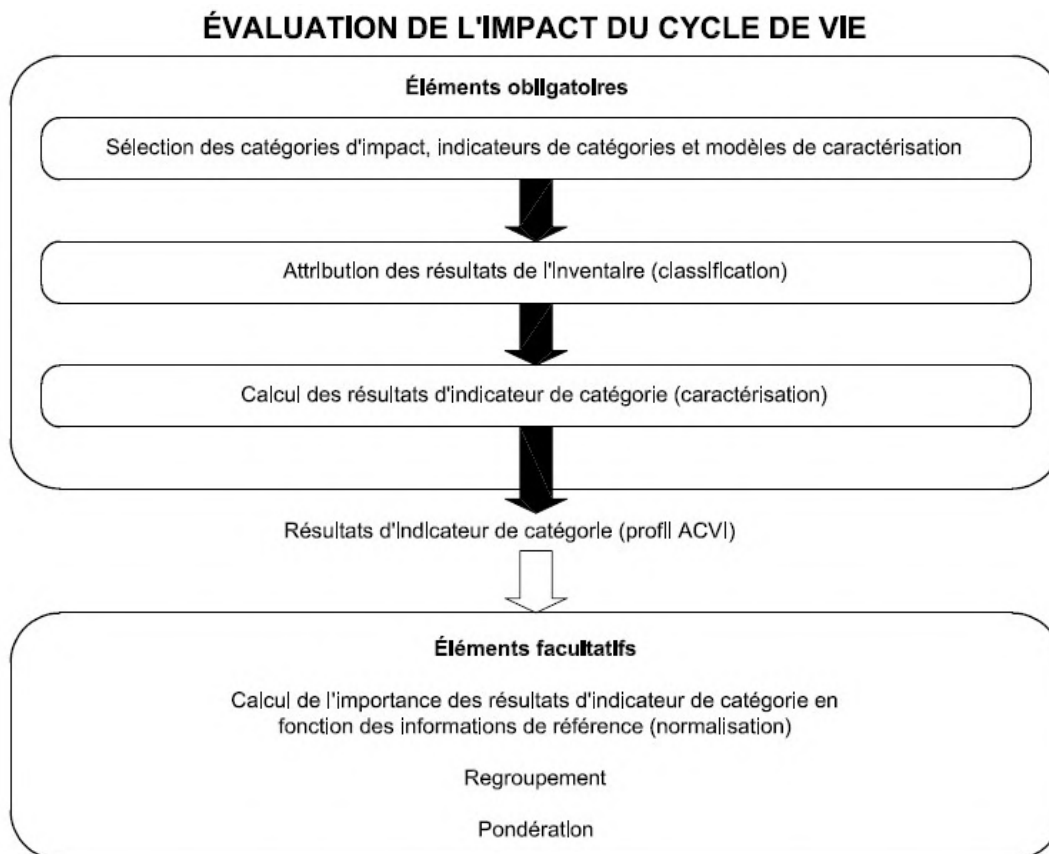 ÉVALUATION DE L'IMPACT DU CYCLE DE VIE
Éléments obligatoires
Sélection des catégories d'impact, indicateurs de catégories et modèles de caractérisation
Attribution des résultats de l'inventaire (classification)
Calcul des résultats d'indicateur de catégorie (caractérisation)
Résultats d'indicateur de catégorie (profil ACVI)
Éléments facultatifs
Calcul de l'importance des résultats d'indicateur de catégorie en
fonction des informations de référence (normalisation)
Regroupement
Pondération